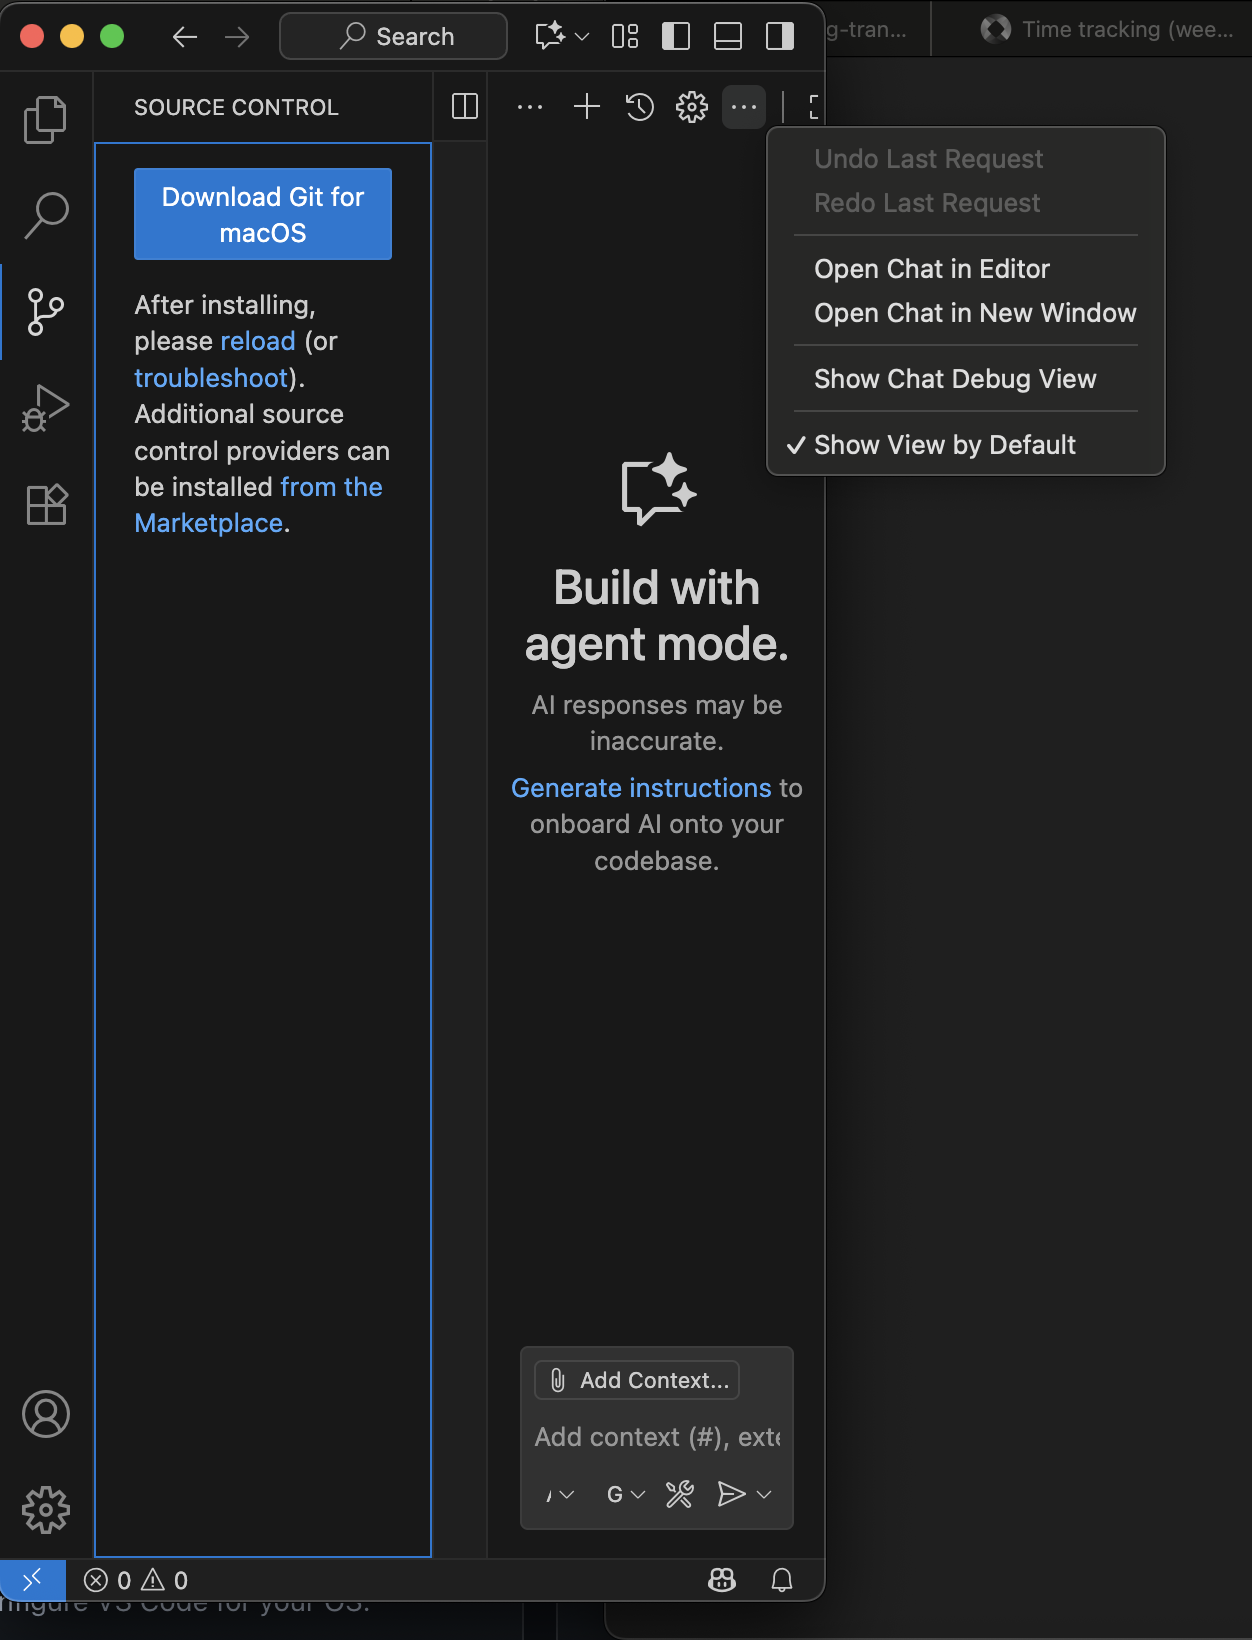 Search
g-tran...
Time tracking (wee...
SOURCE CONTROL
Download Git for
macOS
After installing,
please reload (or
troubleshoot).
Additional source
control providers can
be installed from the
Marketplace.
Undo Last Request
Redo Last Request
Open Chat in Editor
Open Chat in New Window
Show Chat Debug View
Show View by Default
Build with
agent mode.
AI responses may be
inaccurate.
Generate instructions to
onboard AI onto your
codebase.
Add Context...
Add context (#), exte
G
0
0
nfigure VS Code for your OS.